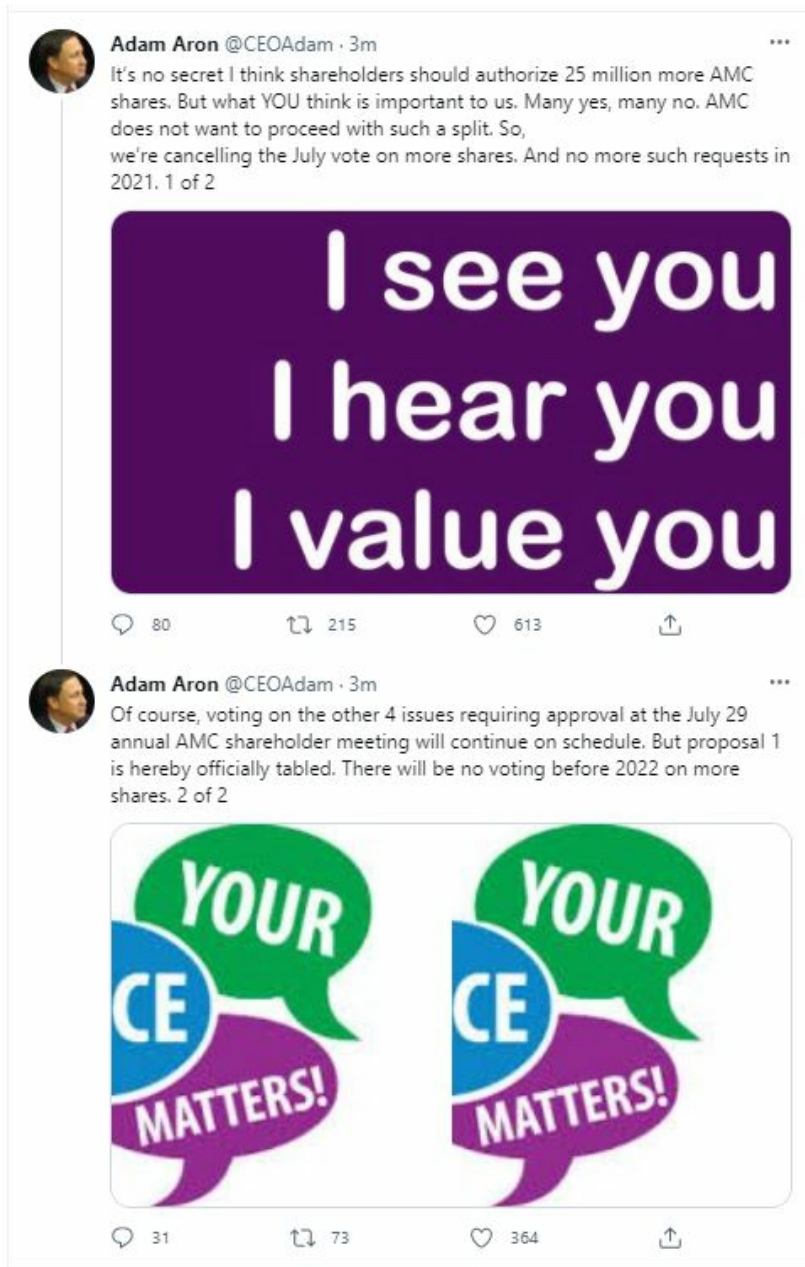 Adam Aron @CEOAdam · 3m
It's no secret I think shareholders should authorize 25 million more AMC
shares. But what YOU think is important to us. Many yes, many no. AMC
does not want to proceed with such a split. So,
we're cancelling the July vote on more shares. And no more such requests in
2021. 1 of 2
I see you
I hear you
I value you
80 215 613
Adam Aron @CEOAdam · 3m
Of course, voting on the other 4 issues requiring approval at the July 29
annual AMC shareholder meeting will continue on schedule. But proposal 1
is hereby officially tabled. There will be no voting before 2022 on more
shares. 2 of 2
YOUR
CE
MATTERS!
YOUR
CE
MATTERS!
31 73 364